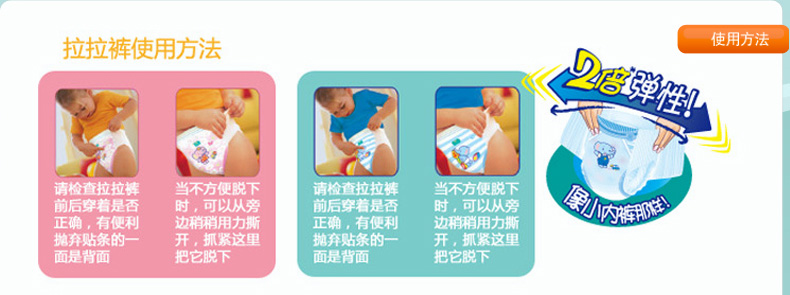 拉拉裤使用方法
使用方法
请检查拉拉裤
前后穿着是否
正确，有便利
抛弃贴条的一
面是背面
当不方便脱下
时，可以从旁
边稍稍用力撕
开，抓紧这里
把它脱下
请检查拉拉裤
前后穿着是否
正确，有便利
抛弃贴条的一
面是背面
当不方便脱下
时，可以从旁
边稍稍用力撕
开，抓紧这里
把它脱下
2倍弹性！
像小内裤那样！